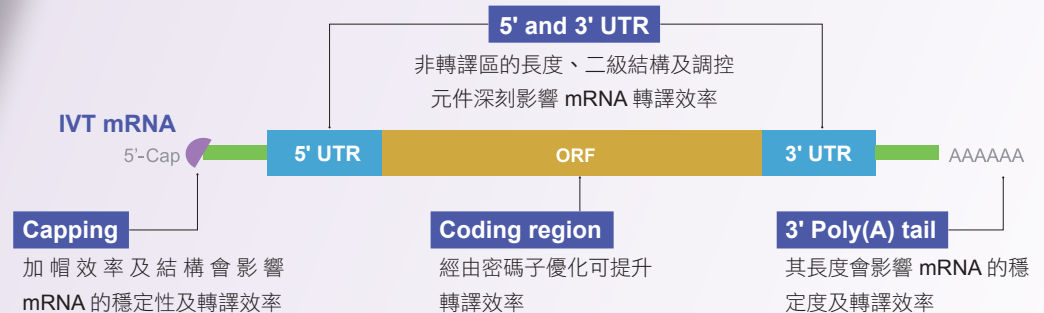 5' and 3' UTR
非轉譯區的長度、二級結構及調控
元件深刻影響 mRNA 轉譯效率
IVT mRNA
5'-Cap
5' UTR
ORF
3' UTR
AAAAAA
Capping
加帽效率及結構會影響
mRNA 的穩定性及轉譯效率
Coding region
經由密碼子優化可提升
轉譯效率
3' Poly(A) tail
其長度會影響 mRNA 的穩
定度及轉譯效率